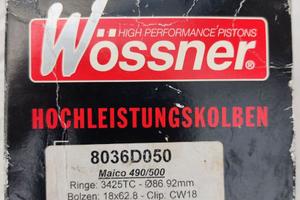 HIGH PERFORMANCE PISTONS
Wössner®
HOCHLEISTUNGSKOLBEN
8036D050
Maico 490/500
Ringe: 3425TC - Ø86.92mm
Bolzen: 18x62.8 - Clip: CW18